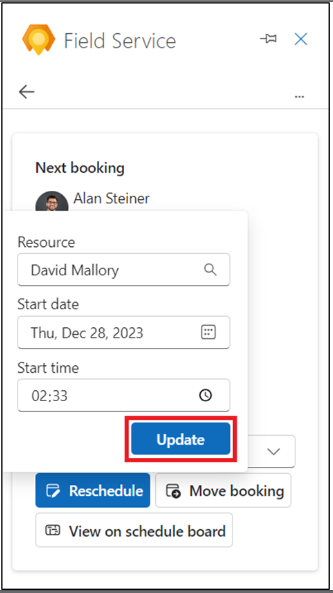 Field Service
...
Next booking
Alan Steiner
Resource
David Mallory
Start date
Thu, Dec 28, 2023
Start time
02:33
Update
Reschedule
Move booking
View on schedule board